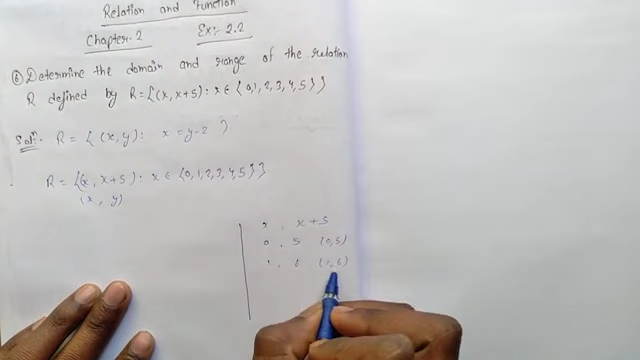 Relation and Function
Chapter-2 Ex:- 2.2
⑥ Determine the domain and range of the relation
R defined by R = {(x, x+5): x ∈ {0,1,2,3,4,5}}
Solⁿ:- R = { (x,y): x = y-2 }
R = {(x, x+5): x ∈ {0,1,2,3,4,5}}
(x, y)
x, x+5
0, 5 (0,5)
1, 6 (1,6)